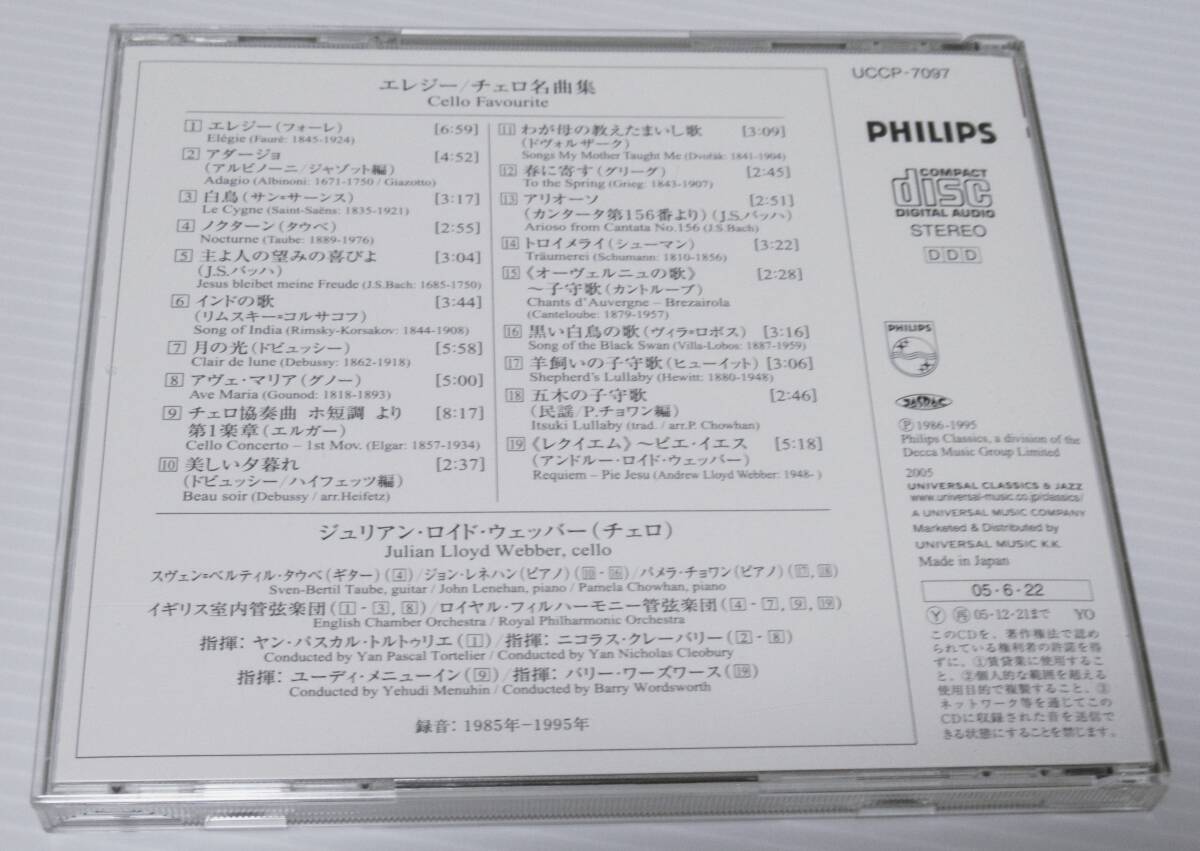 エレジー/チェロ名曲集
Cello Favourite
1 エレジー(フォーレ) [6:59]
Elégie (Fauré: 1845-1924)
2 アダージョ [4:52]
(アルビノーニ/ジャゾット編)
Adagio (Albinoni: 1671-1750 / Giazotto)
3 白鳥(サン=サーンス) [3:17]
Le Cygne (Saint-Saëns: 1835-1921)
4 ノクターン(タウベ) [2:55]
Nocturne (Taube: 1889-1976)
5 主よ人の望みの喜びよ [3:04]
(J.S.バッハ)
Jesus bleibet meine Freude (J.S.Bach: 1685-1750)
6 インドの歌 [3:44]
(リムスキー=コルサコフ)
Song of India (Rimsky-Korsakov: 1844-1908)
7 月の光(ドビュッシー) [5:58]
Clair de lune (Debussy: 1862-1918)
8 アヴェ・マリア(グノー) [5:00]
Ave Maria (Gounod: 1818-1893)
9 チェロ協奏曲 ホ短調 より [8:17]
第1楽章(エルガー)
Cello Concerto – 1st Mov. (Elgar: 1857-1934)
10 美しい夕暮れ [2:37]
(ドビュッシー/ハイフェッツ編)
Beau soir (Debussy / arr.Heifetz)
11 わが母の教えたまいし歌 [3:09]
(ドヴォルザーク)
Songs My Mother Taught Me (Dvořák: 1841-1904)
12 春に寄す(グリーグ) [2:45]
To the Spring (Grieg: 1843-1907)
13 アリオーソ [2:51]
(カンタータ第156番より)(J.S.バッハ)
Arioso from Cantata No.156 (J.S.Bach)
14 トロイメライ(シューマン) [3:22]
Träumerei (Schumann: 1810-1856)
15 《オーヴェルニュの歌》 [2:28]
〜子守歌(カントルーブ)
Chants d'Auvergne – Brezairola
(Canteloube: 1879-1957)
16 黒い白鳥の歌(ヴィラ=ロボス) [3:16]
Song of the Black Swan (Villa-Lobos: 1887-1959)
17 羊飼いの子守歌(ヒューイット) [3:06]
Shepherd's Lullaby (Hewitt: 1880-1948)
18 五木の子守歌 [2:46]
(民謡/P.チョワン編)
Itsuki Lullaby (trad. / arr.P. Chowhan)
19 《レクイエム》〜ピエ・イエス [5:18]
(アンドルー・ロイド・ウェッバー)
Requiem – Pie Jesu (Andrew Lloyd Webber: 1948- )
ジュリアン・ロイド・ウェッバー(チェロ)
Julian Lloyd Webber, cello
スヴェン=ベルティル・タウベ(ギター)(4)/ジョン・レネハン(ピアノ)(10-16)/パメラ・チョワン(ピアノ)(17,18)
Sven-Bertil Taube, guitar / John Lenehan, piano / Pamela Chowhan, piano
イギリス室内管弦楽団(1-3,8)/ロイヤル・フィルハーモニー管弦楽団(4-7,9,19)
English Chamber Orchestra / Royal Philharmonic Orchestra
指揮: ヤン・パスカル・トルトゥリエ(1)/指揮: ニコラス・クレーバリー(2-8)
Conducted by Yan Pascal Tortelier / Conducted by Yan Nicholas Cleobury
指揮: ユーディ・メニューイン(9)/指揮: バリー・ワーズワース(19)
Conducted by Yehudi Menuhin / Conducted by Barry Wordsworth
録音: 1985年-1995年
UCCP-7097
PHILIPS
COMPACT
disc
DIGITAL AUDIO
STEREO
DDD
PHILIPS
JASRAC
Ⓟ 1986-1995
Philips Classics, a division of the
Decca Music Group Limited
2005
UNIVERSAL CLASSICS & JAZZ
www.universal-music.co.jp/classics/
A UNIVERSAL MUSIC COMPANY
Marketed & Distributed by
UNIVERSAL MUSIC K.K.
Made in Japan
05・6・22
Ⓨ 再 05-12-21まで YO
このCDを、著作権法で認め
られている権利者の許諾を得
ずに、①賃貸業に使用するこ
と、②個人的な範囲を超える
使用目的で複製すること、③
ネットワーク等を通じてこの
CDに収録された音を送信で
きる状態にすることを禁じます。